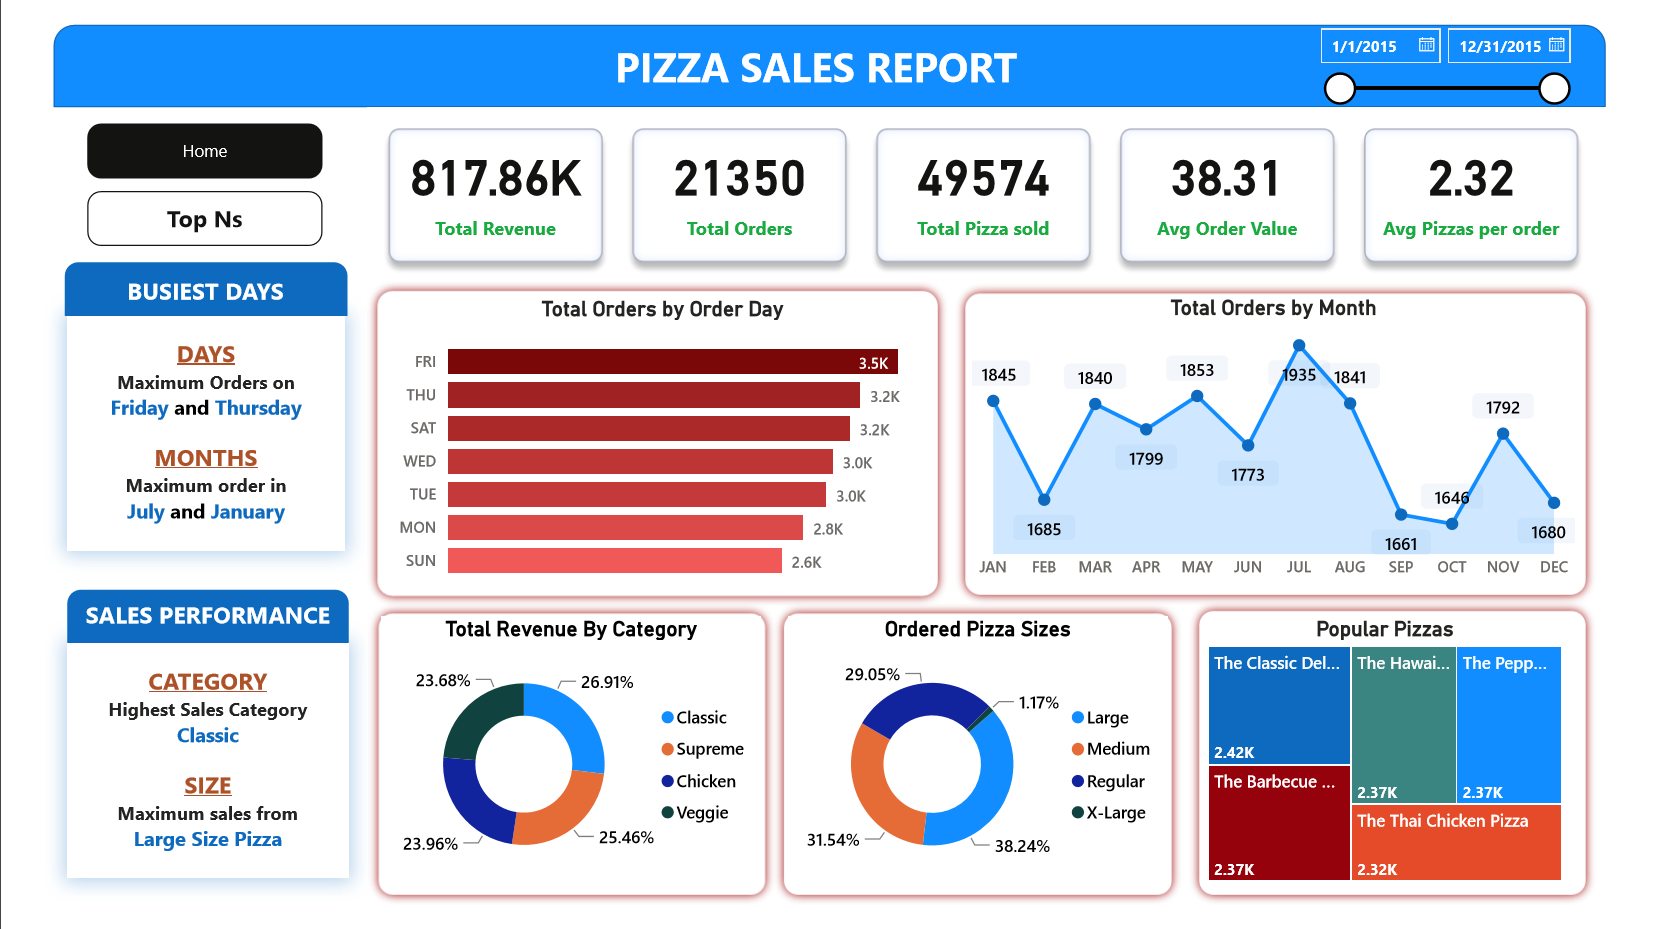 PIZZA SALES REPORT
1/1/2015
12/31/2015
Home
Top Ns
817.86K
Total Revenue
21350
Total Orders
49574
Total Pizza sold
38.31
Avg Order Value
2.32
Avg Pizzas per order
BUSIEST DAYS
DAYS
Maximum Orders on
Friday and Thursday
MONTHS
Maximum order in
July and January
SALES PERFORMANCE
CATEGORY
Highest Sales Category
Classic
SIZE
Maximum sales from
Large Size Pizza
Total Orders by Order Day
FRI 3.5K
THU 3.2K
SAT 3.2K
WED 3.0K
TUE 3.0K
MON 2.8K
SUN 2.6K
Total Orders by Month
1845
1685
1840
1799
1853
1773
1935
1841
1661
1646
1792
1680
JAN FEB MAR APR MAY JUN JUL AUG SEP OCT NOV DEC
Total Revenue By Category
23.68%
26.91%
23.96%
25.46%
Classic
Supreme
Chicken
Veggie
Ordered Pizza Sizes
29.05%
1.17%
31.54%
38.24%
Large
Medium
Regular
X-Large
Popular Pizzas
The Classic Del...
2.42K
The Hawai...
2.37K
The Pepp...
2.37K
The Barbecue ...
2.37K
The Thai Chicken Pizza
2.32K